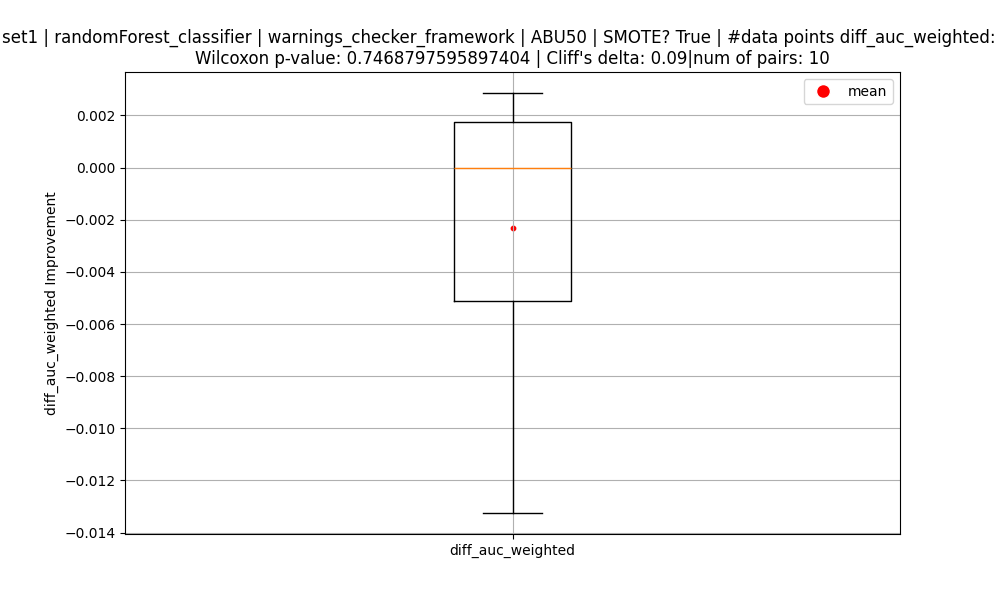 set1 | randomForest_classifier | warnings_checker_framework | ABU50 | SMOTE? True | #data points diff_auc_weighted:
Wilcoxon p-value: 0.7468797595897404 | Cliff's delta: 0.09|num of pairs: 10
mean
0.002
0.000
−0.002
−0.004
−0.006
−0.008
−0.010
−0.012
−0.014
diff_auc_weighted Improvement
diff_auc_weighted